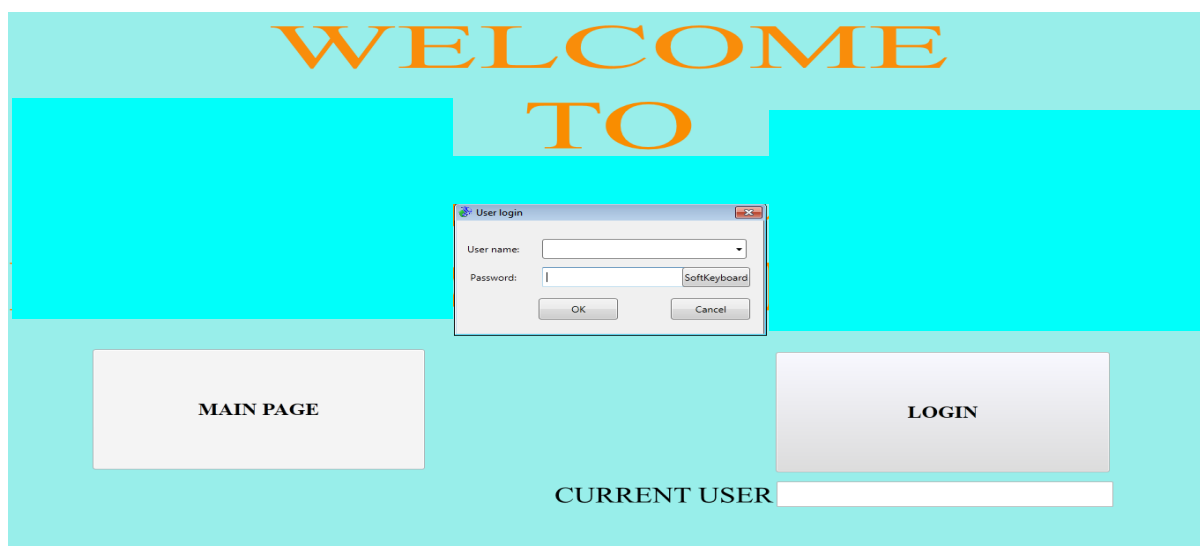 WELCOME
TO
User login
User name:
Password:
SoftKeyboard
OK
Cancel
MAIN PAGE
LOGIN
CURRENT USER